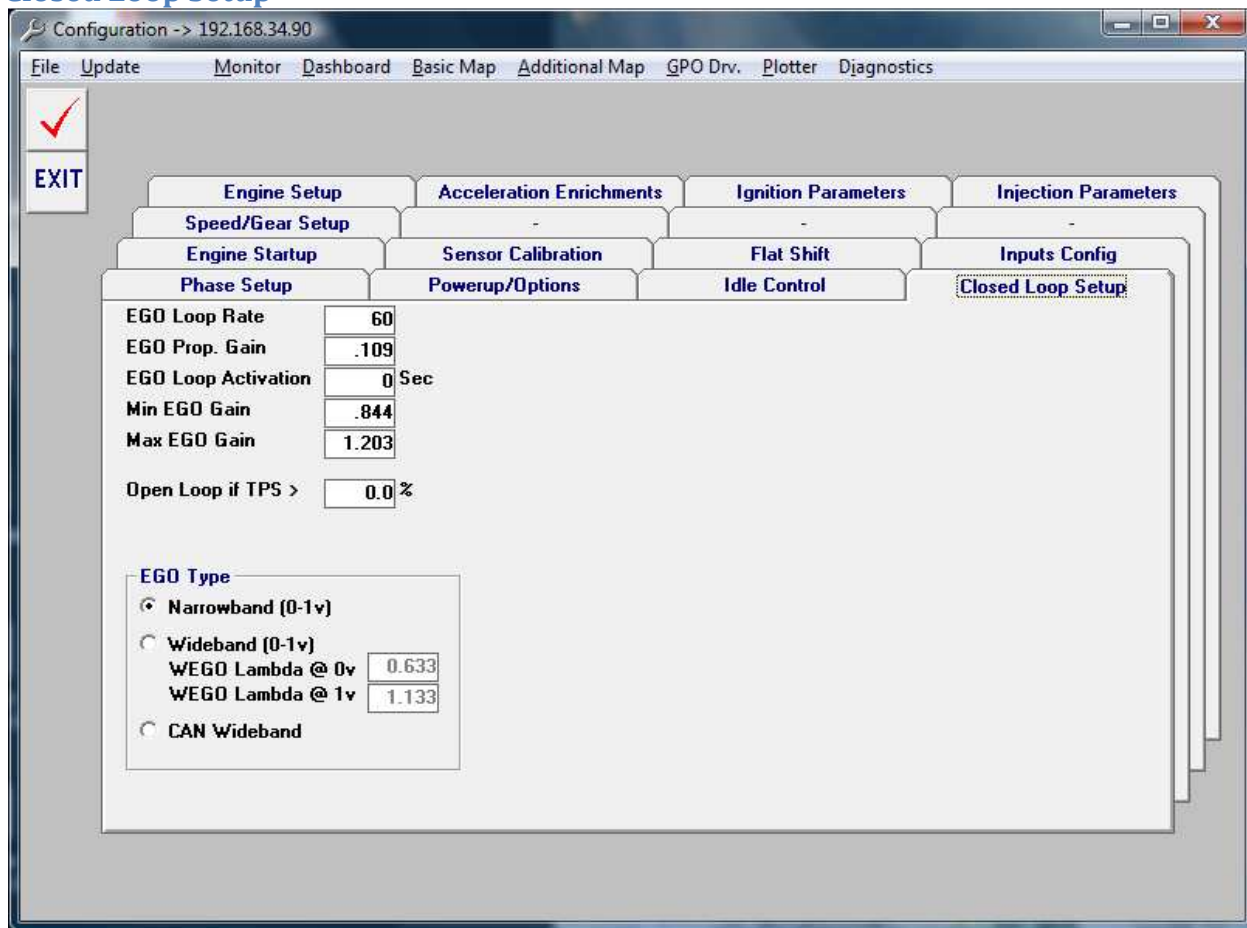 Closed Loop Setup
Configuration -> 192.168.34.90
File Update Monitor Dashboard Basic Map Additional Map GPO Drv. Plotter Diagnostics
EXIT
Engine Setup Acceleration Enrichments Ignition Parameters Injection Parameters
Speed/Gear Setup - - -
Engine Startup Sensor Calibration Flat Shift Inputs Config
Phase Setup Powerup/Options Idle Control Closed Loop Setup
EGO Loop Rate 60
EGO Prop. Gain .109
EGO Loop Activation 0 Sec
Min EGO Gain .844
Max EGO Gain 1.203
Open Loop if TPS > 0.0 %
EGO Type
Narrowband (0-1v)
Wideband (0-1v)
WEGO Lambda @ 0v 0.633
WEGO Lambda @ 1v 1.133
CAN Wideband